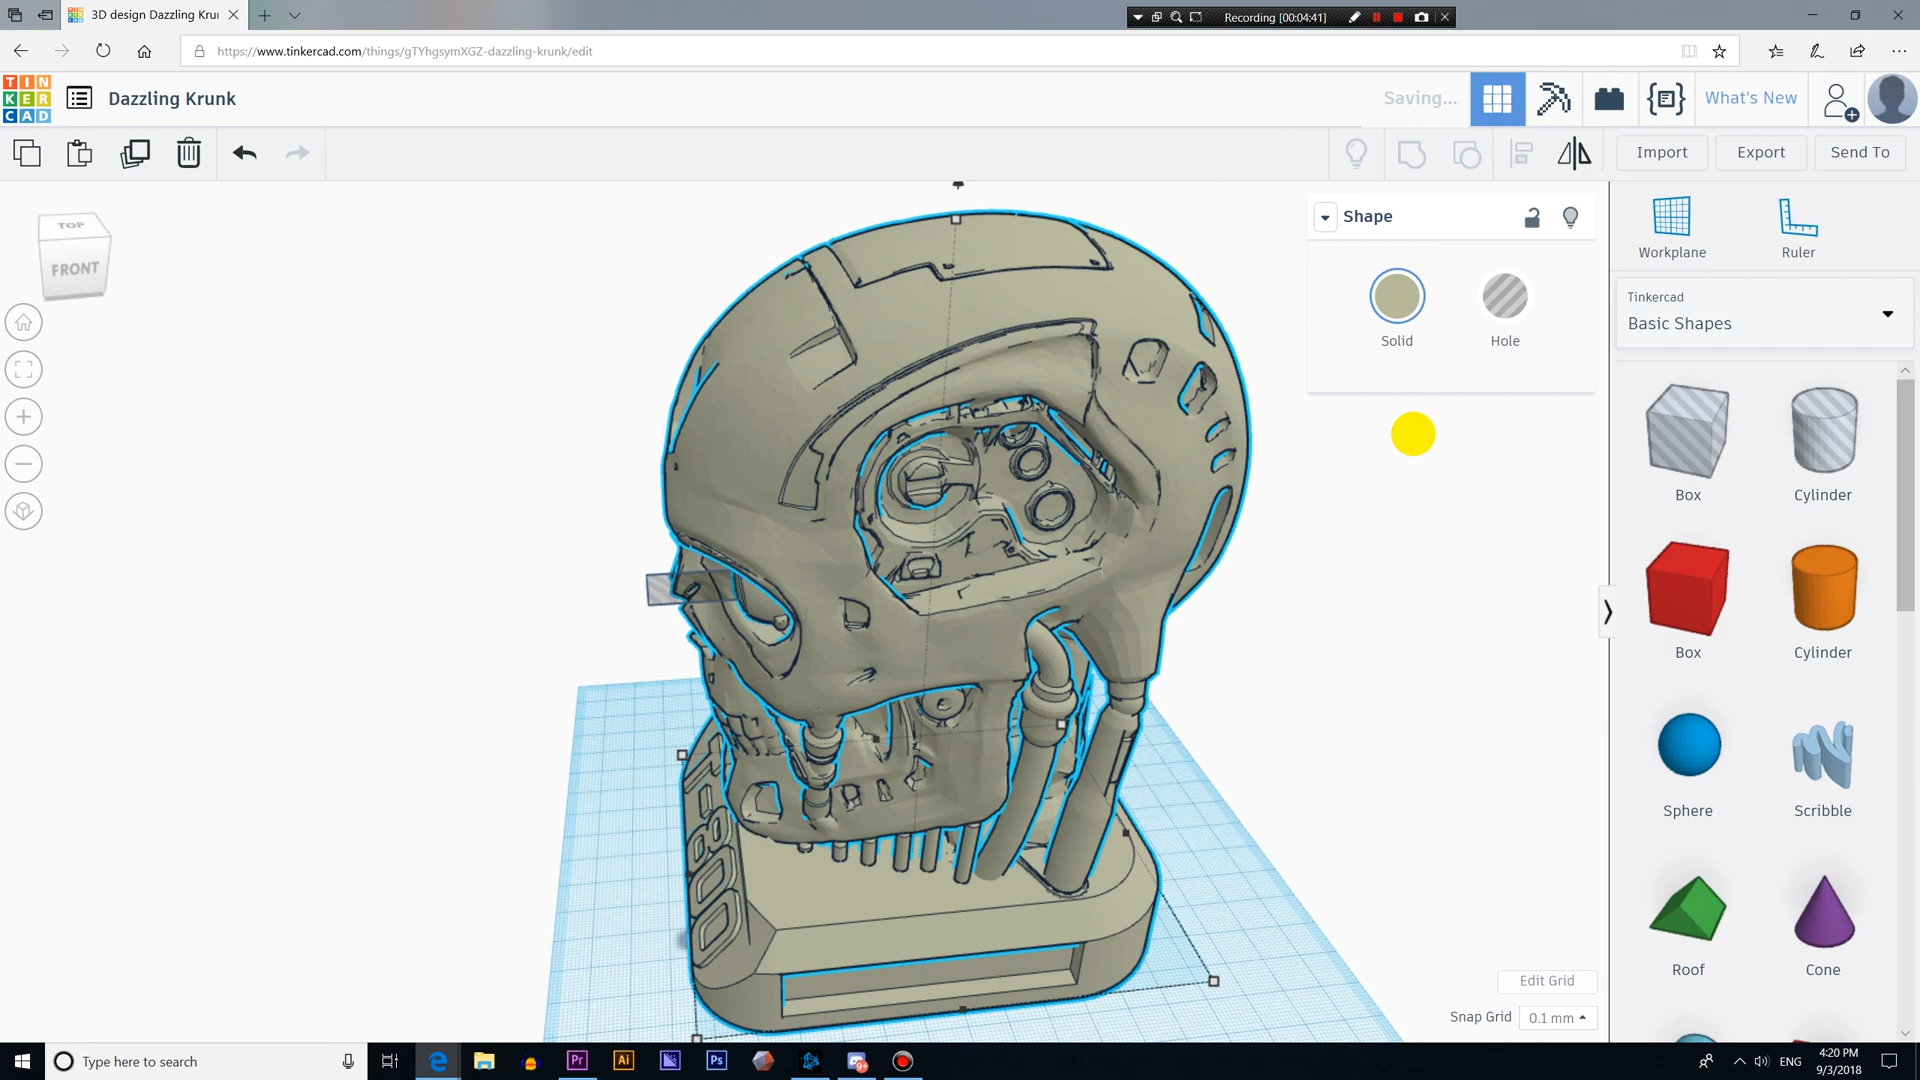 3D design Dazzling Kru
Recording [00:04:41]
https://www.tinkercad.com/things/gTYhgsymXGZ-dazzling-krunk/edit
TIN
KER
CAD
Dazzling Krunk
Saving...
What's New
Import
Export
Send To
TOP
FRONT
Shape
Solid
Hole
Workplane
Ruler
Tinkercad
Basic Shapes
Box
Cylinder
Box
Cylinder
Sphere
Scribble
Roof
Cone
T-800
Edit Grid
Snap Grid
0.1 mm
Type here to search
Pr
Ai
Ps
9+
ENG
4:20 PM
9/3/2018